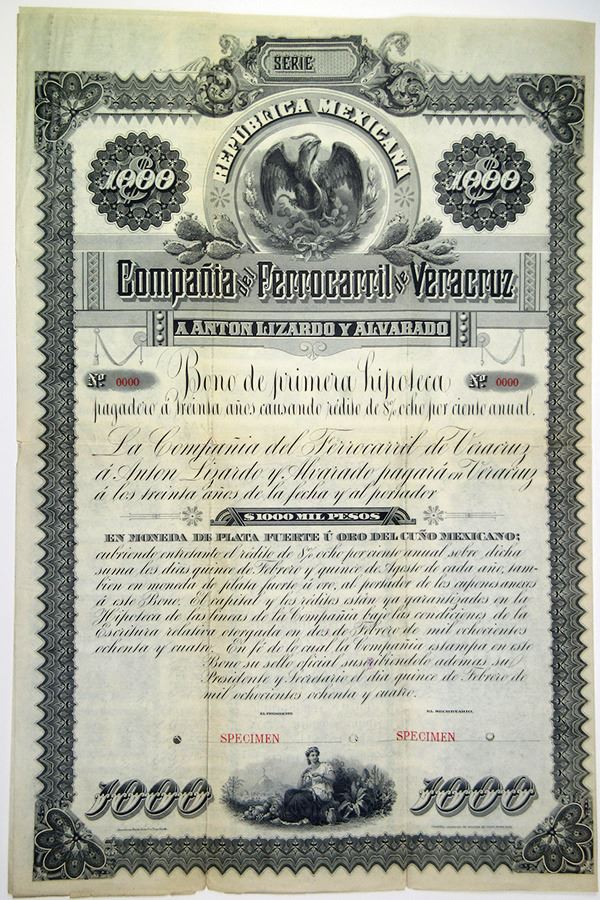 SERIE
REPÚBLICA MEXICANA
$1000 $1000
Compañia del Ferrocarril de Veracruz
A ANTON LIZARDO Y ALVARADO
No. 0000 No. 0000
Bono de primera hipoteca
pagadero á treinta años causando rédito de 8% ocho por ciento anual.
La Compañia del Ferrocarril de Veracruz
á Anton Lizardo y Alvarado pagará en Veracruz
á los treinta años de la fecha y al portador
$1000 MIL PESOS
EN MONEDA DE PLATA FUERTE Ú ORO DEL CUÑO MEXICANO;
cubriendo entretanto el rédito de 8% ocho por ciento anual sobre dicha
suma los dias quince de Febrero y quince de Agosto de cada año, tam-
bien en moneda de plata fuerte ú oro, al portador de los cupones anexos
á este Bono. El capital y los réditos están ya garantizados en la
Hipoteca de las lineas de la Compañia bajo las condiciones de la
Escritura relativa otorgada en dos de Febrero de mil ochocientos
ochenta y cuatro. En fé de lo cual la Compañia estampa en este
Bono su sello oficial suscribiendolo ademas su
Presidente y Secretario el dia quince de Febrero de
mil ochocientos ochenta y cuatro.
EL PRESIDENTE EL SECRETARIO.
SPECIMEN SPECIMEN
1000 1000